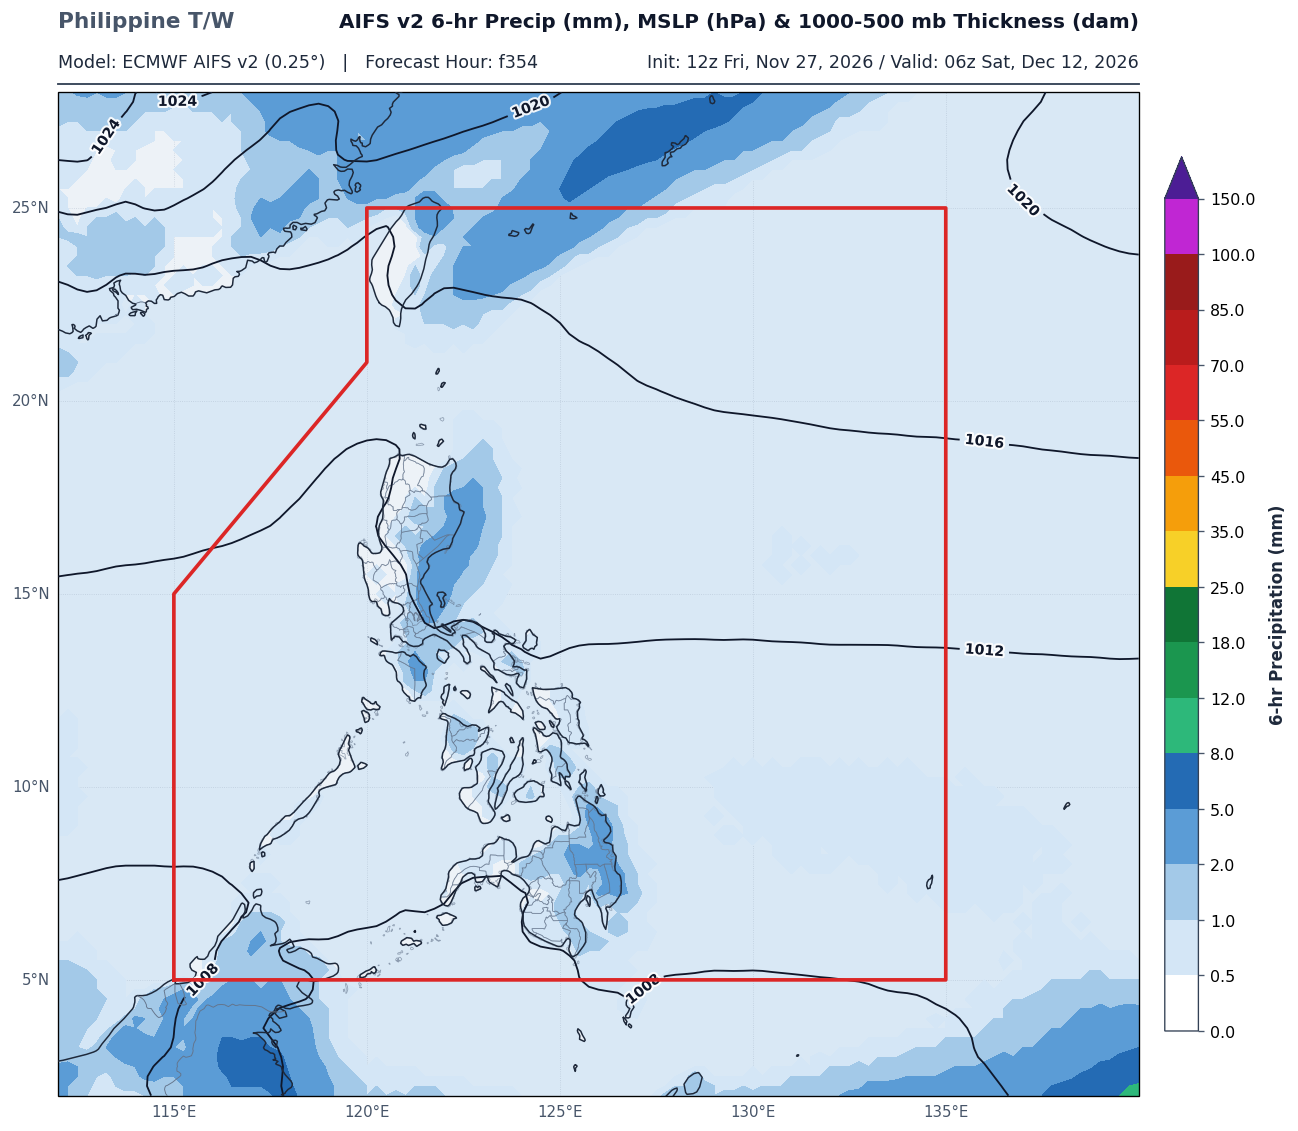 Philippine T/W
AIFS v2 6-hr Precip (mm), MSLP (hPa) & 1000-500 mb Thickness (dam)
Model: ECMWF AIFS v2 (0.25°)   |   Forecast Hour: f354
Init: 12z Fri, Nov 27, 2026 / Valid: 06z Sat, Dec 12, 2026
1024
1020
1024
1020
1016
1012
1008
1008
25°N
20°N
15°N
10°N
5°N
115°E
120°E
125°E
130°E
135°E
150.0
100.0
85.0
70.0
55.0
45.0
35.0
25.0
18.0
12.0
8.0
5.0
2.0
1.0
0.5
0.0
6-hr Precipitation (mm)